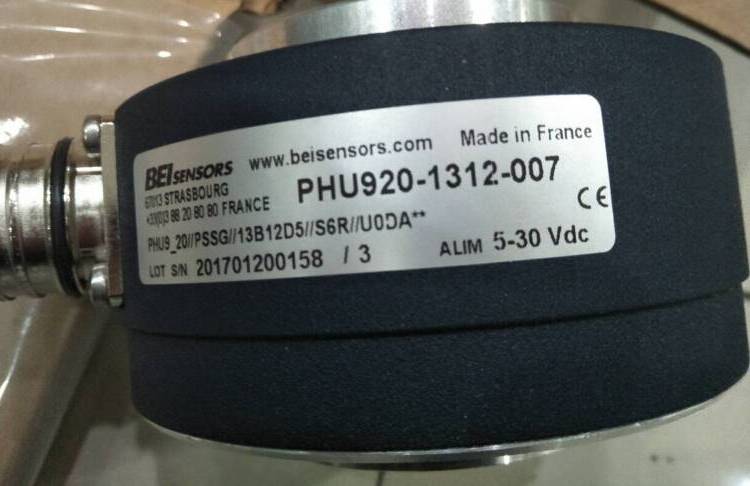 BEI SENSORS www.beisensors.com Made in France
67013 STRASBOURG
+33(0)3 88 20 80 80 FRANCE PHU920-1312-007
PHU9_20//PSSG//13B12D5//S6R//U0DA** CE
LOT S/N 201701200158 / 3 ALIM 5-30 Vdc